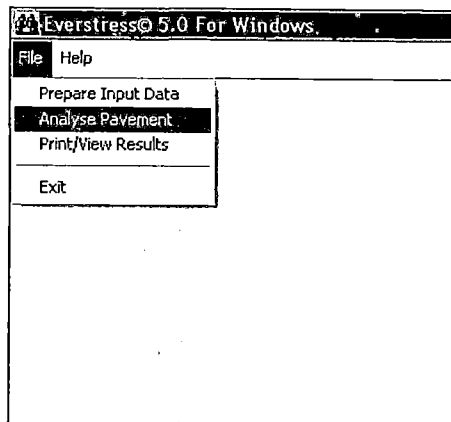 Everstress© 5.0 For Windows.
File Help
Prepare Input Data
Analyse Pavement
Print/View Results
Exit